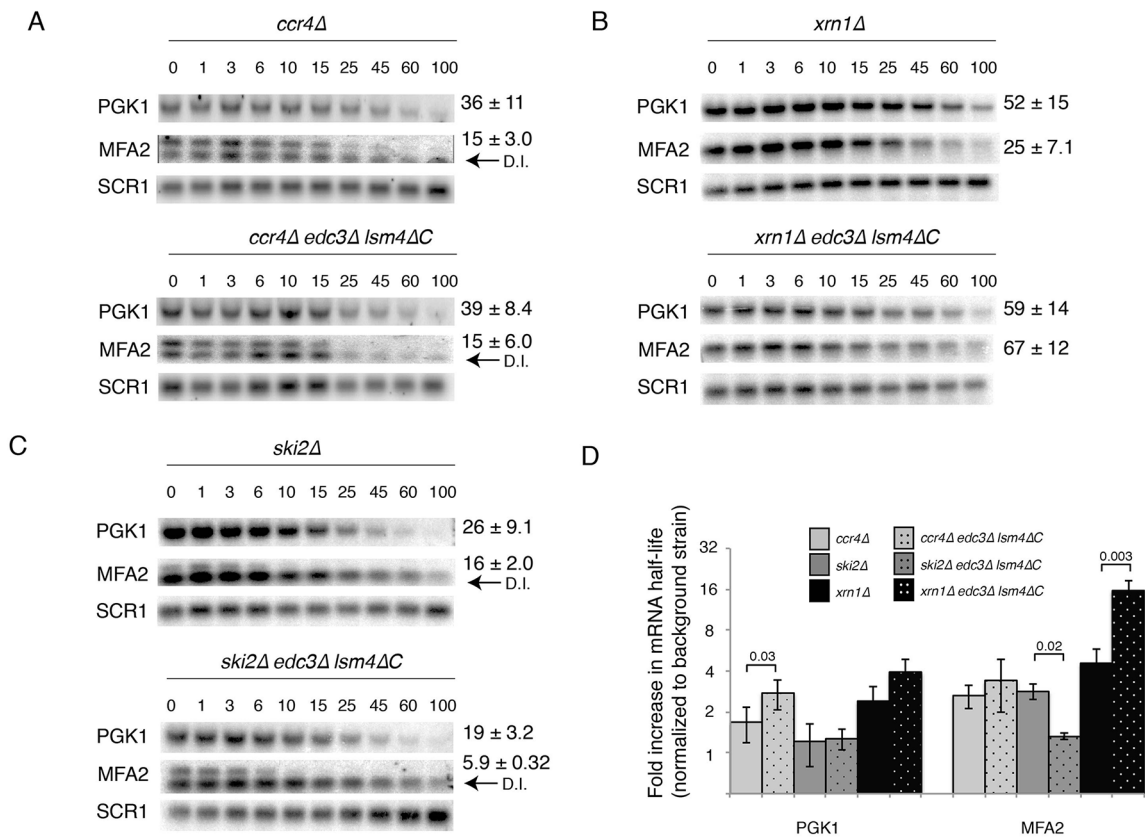 A
ccr4Δ
0 1 3 6 10 15 25 45 60 100
PGK1 36 ± 11
MFA2 15 ± 3.0
D.I.
SCR1
ccr4Δ edc3Δ lsm4ΔC
0 1 3 6 10 15 25 45 60 100
PGK1 39 ± 8.4
MFA2 15 ± 6.0
D.I.
SCR1
B
xrn1Δ
0 1 3 6 10 15 25 45 60 100
PGK1 52 ± 15
MFA2 25 ± 7.1
SCR1
xrn1Δ edc3Δ lsm4ΔC
0 1 3 6 10 15 25 45 60 100
PGK1 59 ± 14
MFA2 67 ± 12
SCR1
C
ski2Δ
0 1 3 6 10 15 25 45 60 100
PGK1 26 ± 9.1
MFA2 16 ± 2.0
D.I.
SCR1
ski2Δ edc3Δ lsm4ΔC
0 1 3 6 10 15 25 45 60 100
PGK1 19 ± 3.2
MFA2 5.9 ± 0.32
D.I.
SCR1
D
Fold increase in mRNA half-life
(normalized to background strain)
32
16
8
4
2
1
ccr4Δ ccr4Δ edc3Δ lsm4ΔC
ski2Δ ski2Δ edc3Δ lsm4ΔC
xrn1Δ xrn1Δ edc3Δ lsm4ΔC
0.03
0.02
0.003
PGK1 MFA2